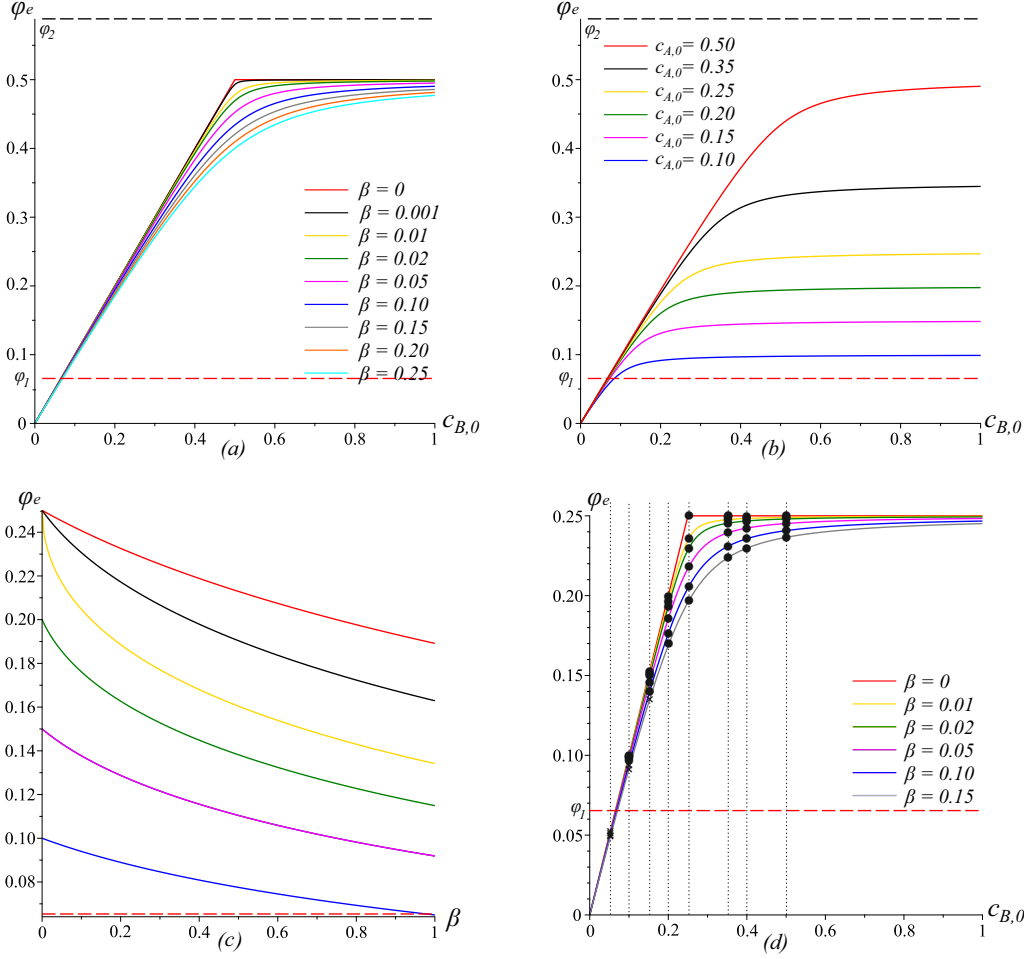 φe
φ2
0.5
0.4
0.3
0.2
0.1
φ1
0
0
0.2
0.4
0.6
0.8
1
cB,0
(a)
β = 0
β = 0.001
β = 0.01
β = 0.02
β = 0.05
β = 0.10
β = 0.15
β = 0.20
β = 0.25
φe
φ2
0.5
0.4
0.3
0.2
0.1
φ1
0
0
0.2
0.4
0.6
0.8
1
cB,0
(b)
cA,0= 0.50
cA,0= 0.35
cA,0= 0.25
cA,0= 0.20
cA,0= 0.15
cA,0= 0.10
φe
0.24
0.22
0.20
0.18
0.16
0.14
0.12
0.10
0.08
0
0.2
0.4
0.6
0.8
1
β
(c)
φe
0.25
0.20
0.15
0.10
φ1
0.05
0
0
0.2
0.4
0.6
0.8
1
cB,0
(d)
β = 0
β = 0.01
β = 0.02
β = 0.05
β = 0.10
β = 0.15